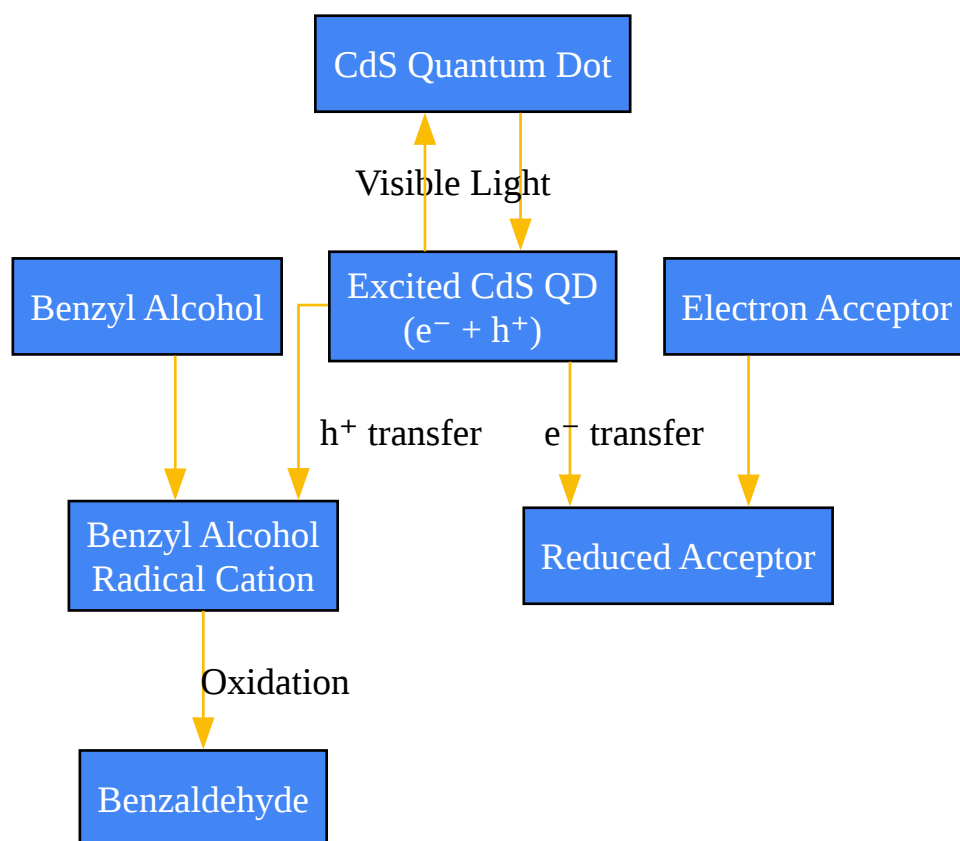 CdS Quantum Dot
Visible Light
Benzyl Alcohol
Excited CdS QD
(e⁻ + h⁺)
Electron Acceptor
h⁺ transfer
e⁻ transfer
Benzyl Alcohol
Radical Cation
Reduced Acceptor
Oxidation
Benzaldehyde